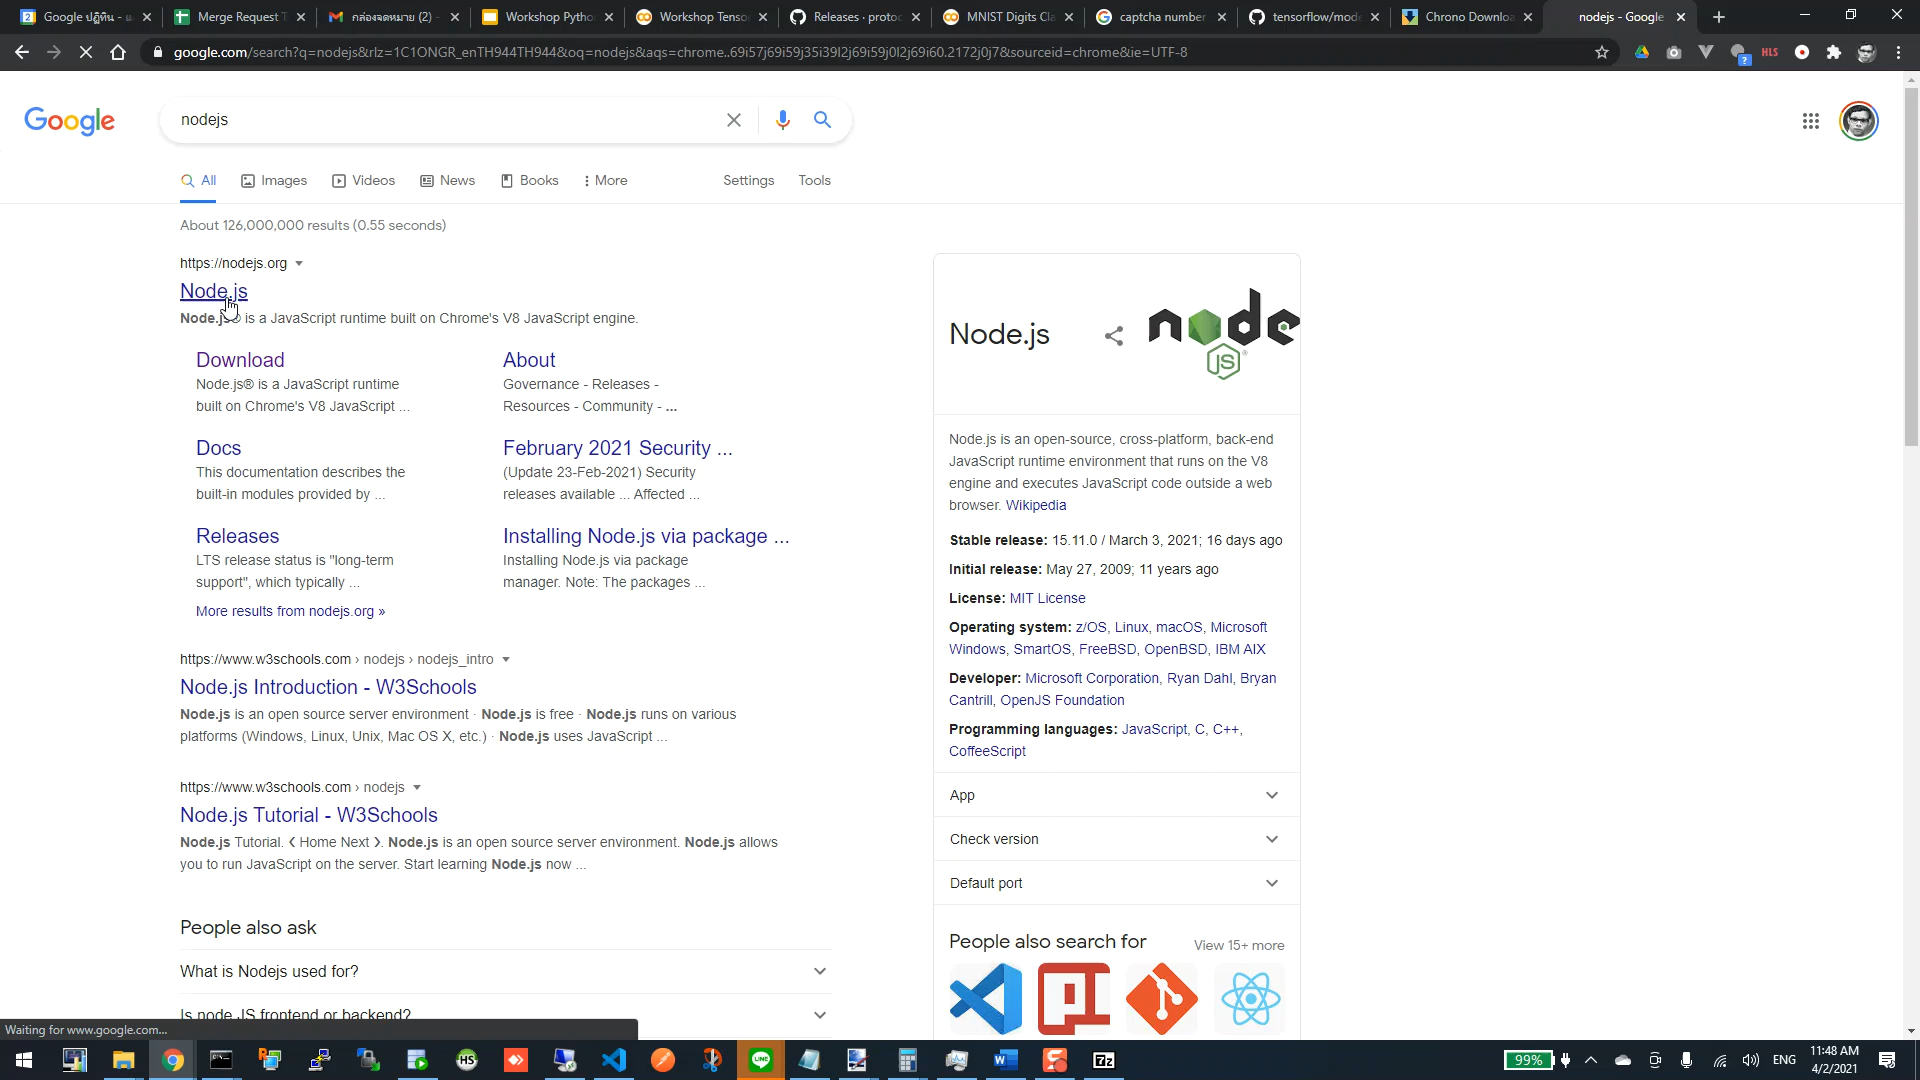 Google ปฏิทิน - 
Merge Request T
กล่องจดหมาย (2) -
Workshop Pytho
Workshop Tensor
Releases · protoc
MNIST Digits Cla
captcha number
tensorflow/mode
Chrono Downloa
nodejs - Google
google.com/search?q=nodejs&rlz=1C1ONGR_enTH944TH944&oq=nodejs&aqs=chrome..69i57j69i59j35i39l2j69i59j0l2j69i60.2172j0j7&sourceid=chrome&ie=UTF-8
HLS
Google
nodejs
All
Images
Videos
News
Books
More
Settings
Tools
About 126,000,000 results (0.55 seconds)
https://nodejs.org
Node.js
Node.js® is a JavaScript runtime built on Chrome's V8 JavaScript engine.
Download
Node.js® is a JavaScript runtime
built on Chrome's V8 JavaScript ...
About
Governance - Releases -
Resources - Community - ...
Docs
This documentation describes the
built-in modules provided by ...
February 2021 Security ...
(Update 23-Feb-2021) Security
releases available ... Affected ...
Releases
LTS release status is "long-term
support", which typically ...
Installing Node.js via package ...
Installing Node.js via package
manager. Note: The packages ...
More results from nodejs.org »
https://www.w3schools.com › nodejs › nodejs_intro
Node.js Introduction - W3Schools
Node.js is an open source server environment · Node.js is free · Node.js runs on various
platforms (Windows, Linux, Unix, Mac OS X, etc.) · Node.js uses JavaScript ...
https://www.w3schools.com › nodejs
Node.js Tutorial - W3Schools
Node.js Tutorial. ❮ Home Next ❯. Node.js is an open source server environment. Node.js allows
you to run JavaScript on the server. Start learning Node.js now ...
People also ask
What is Nodejs used for?
Is node JS frontend or backend?
Node.js
node
JS
Node.js is an open-source, cross-platform, back-end
JavaScript runtime environment that runs on the V8
engine and executes JavaScript code outside a web
browser. Wikipedia
Stable release: 15.11.0 / March 3, 2021; 16 days ago
Initial release: May 27, 2009; 11 years ago
License: MIT License
Operating system: z/OS, Linux, macOS, Microsoft
Windows, SmartOS, FreeBSD, OpenBSD, IBM AIX
Developer: Microsoft Corporation, Ryan Dahl, Bryan
Cantrill, OpenJS Foundation
Programming languages: JavaScript, C, C++,
CoffeeScript
App
Check version
Default port
People also search for
View 15+ more
Waiting for www.google.com...
HS
LINE
7z
99%
ENG
11:48 AM
4/2/2021